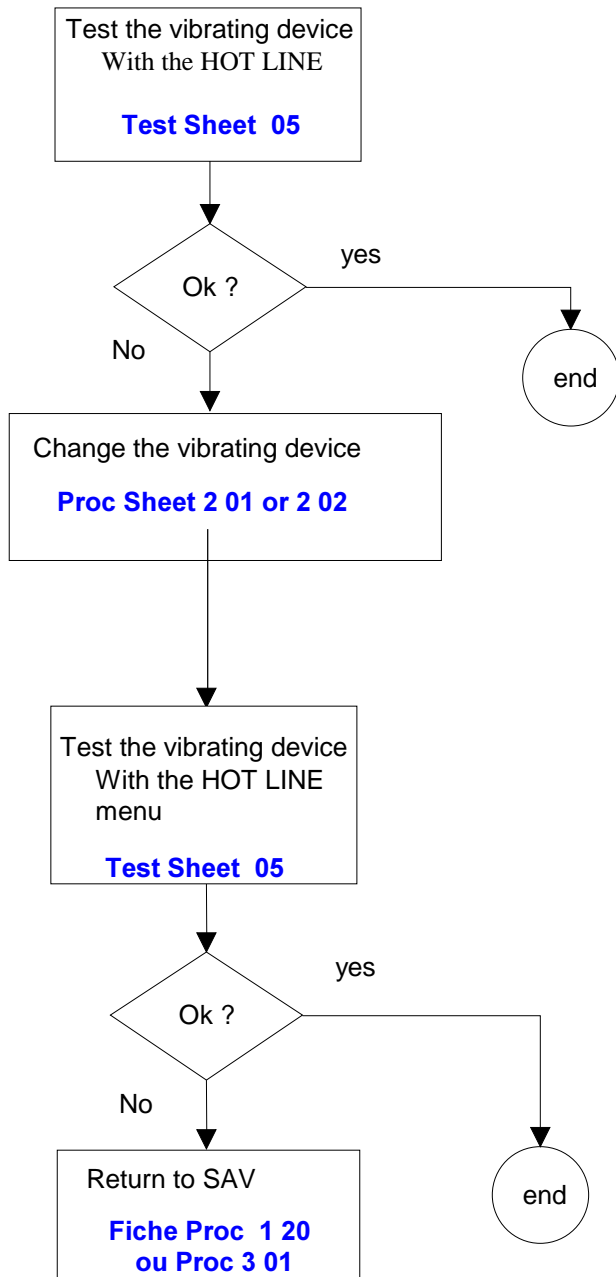 Test the vibrating device
With the HOT LINE
Test Sheet 05
Ok ?
yes
end
No
Change the vibrating device
Proc Sheet 2 01 or 2 02
Test the vibrating device
With the HOT LINE
menu
Test Sheet 05
Ok ?
yes
end
No
Return to SAV
Fiche Proc 1 20
ou Proc 3 01